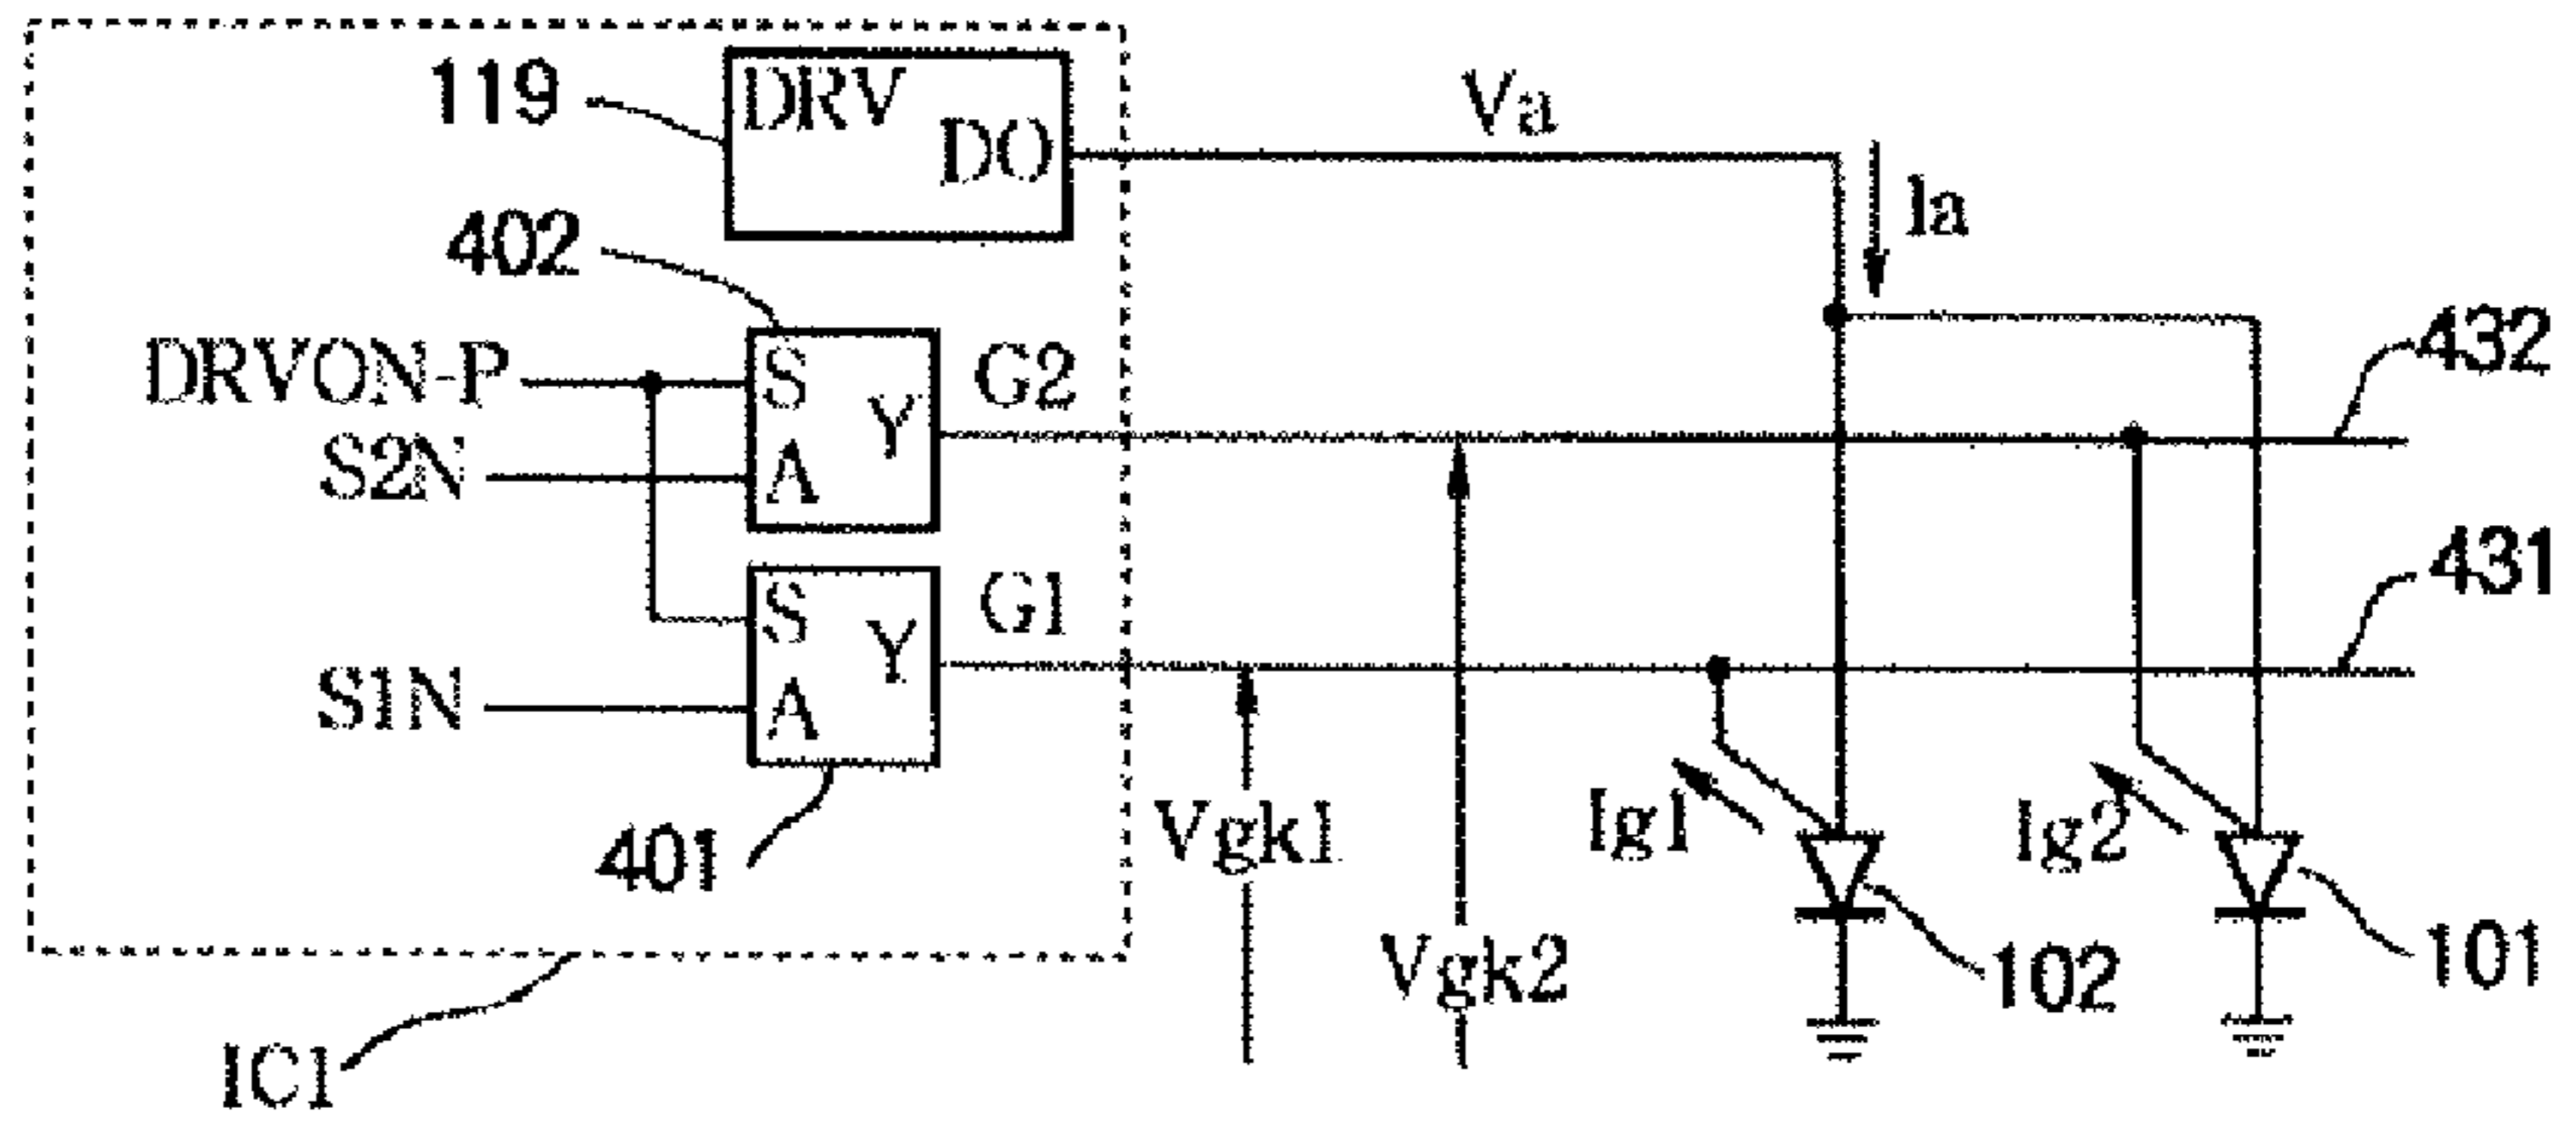 119
DRV
DO
Va
Ia
402
432
DRVON-P
S
G2
Y
S2N
A
431
S
G1
Y
S1N
A
401
Vgk1
Ig1
Ig2
Vgk2
102
101
IC1